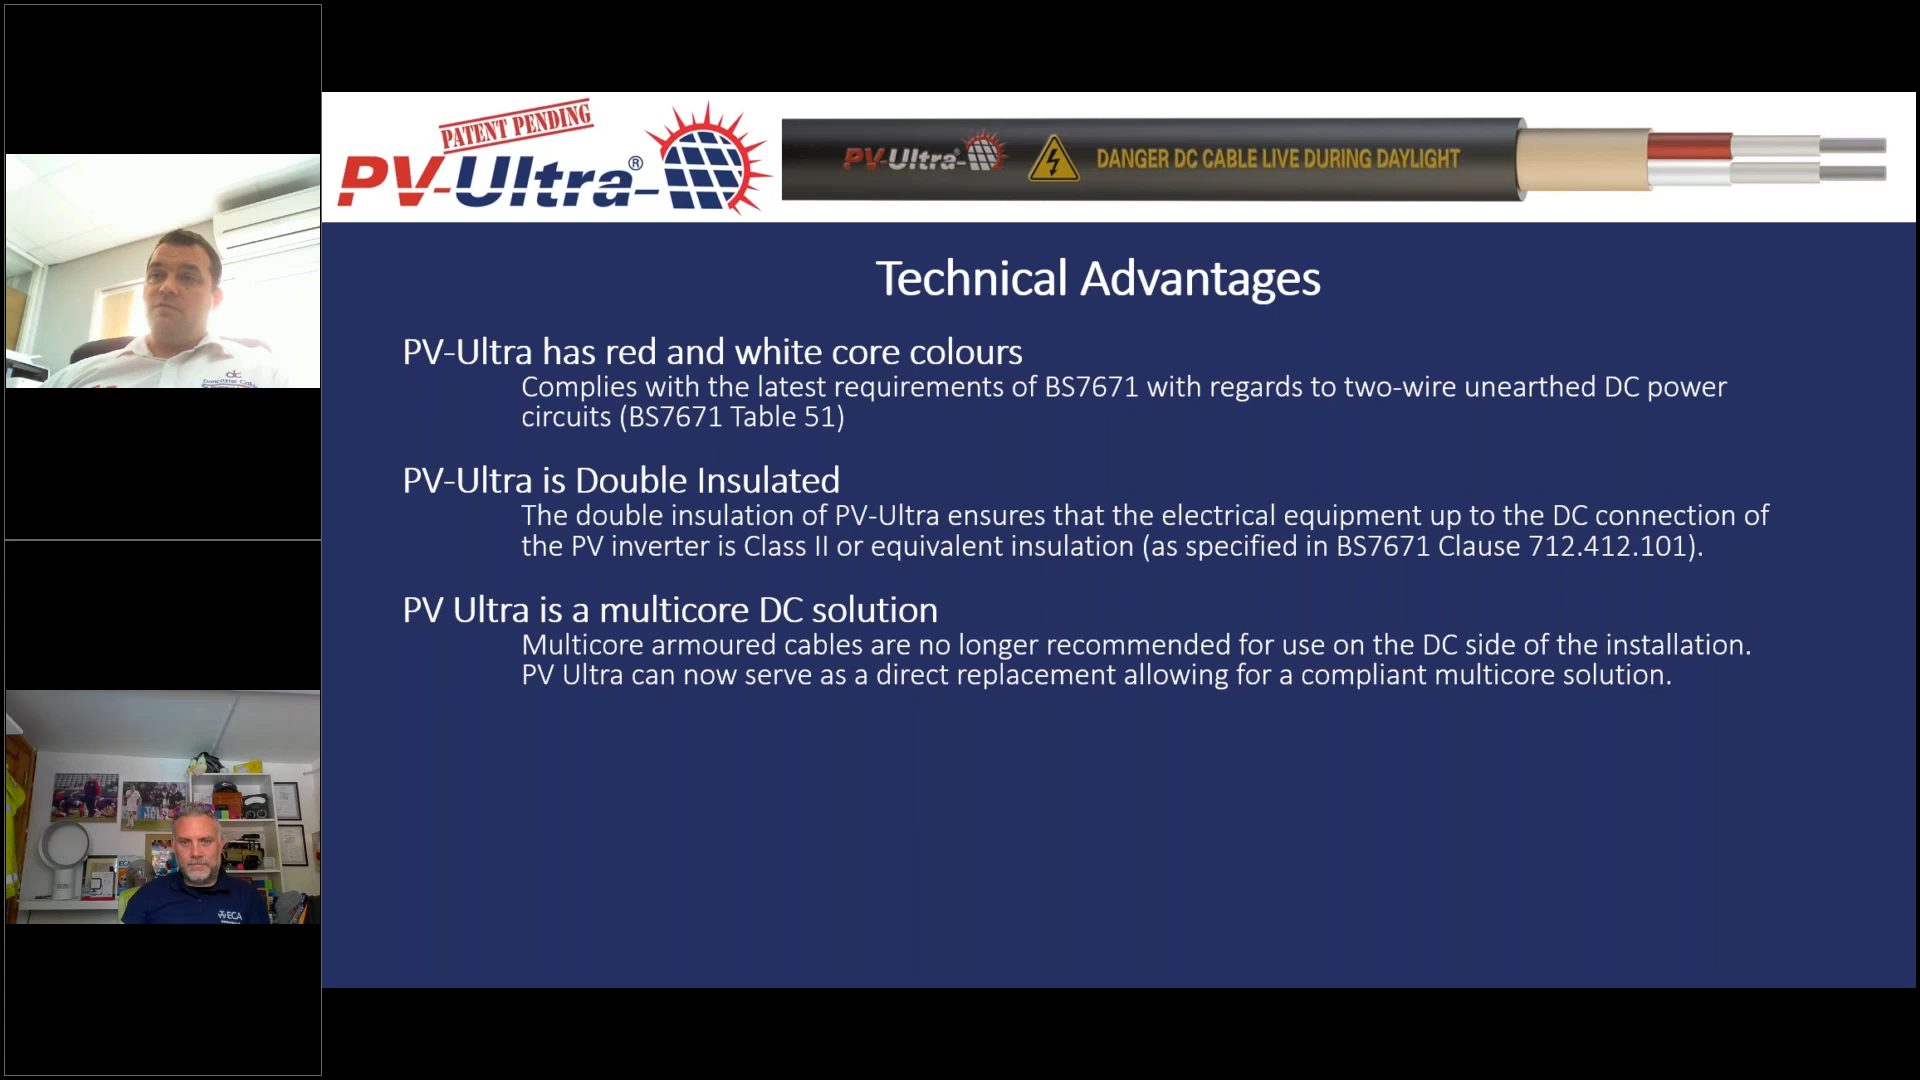 PATENT PENDING
PV-Ultra®
PV-Ultra®
DANGER DC CABLE LIVE DURING DAYLIGHT
Technical Advantages
PV-Ultra has red and white core colours
Complies with the latest requirements of BS7671 with regards to two-wire unearthed DC power
circuits (BS7671 Table 51)
PV-Ultra is Double Insulated
The double insulation of PV-Ultra ensures that the electrical equipment up to the DC connection of
the PV inverter is Class II or equivalent insulation (as specified in BS7671 Clause 712.412.101).
PV Ultra is a multicore DC solution
Multicore armoured cables are no longer recommended for use on the DC side of the installation.
PV Ultra can now serve as a direct replacement allowing for a compliant multicore solution.
dc
Doncaster Cables
ECA
ECA